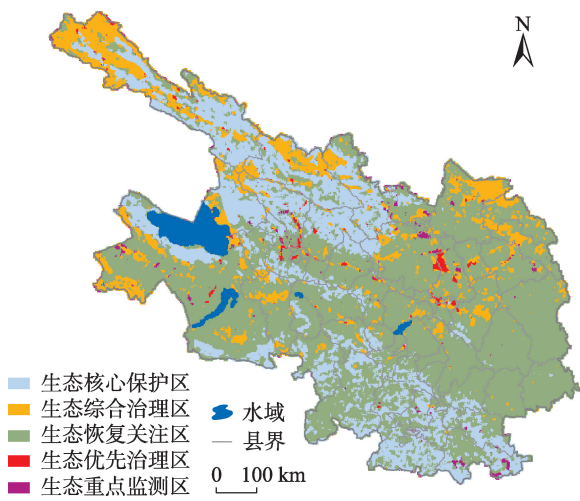 N
生态核心保护区
生态综合治理区
生态恢复关注区
生态优先治理区
生态重点监测区
水域
县界
0 100 km